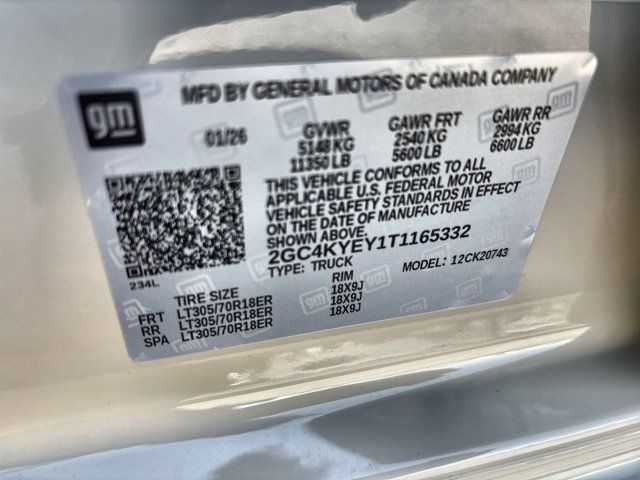 MFD BY GENERAL MOTORS OF CANADA COMPANY
gm
01/26 GVWR GAWR FRT GAWR RR
5148 KG 2540 KG 2994 KG
11350 LB 5600 LB 6600 LB
THIS VEHICLE CONFORMS TO ALL
APPLICABLE U.S. FEDERAL MOTOR
VEHICLE SAFETY STANDARDS IN EFFECT
ON THE DATE OF MANUFACTURE
SHOWN ABOVE.
2GC4KYEY1T1165332
TYPE: TRUCK MODEL: 12CK20743
234L
TIRE SIZE RIM
FRT LT305/70R18ER 18X9J
RR LT305/70R18ER 18X9J
SPA LT305/70R18ER 18X9J